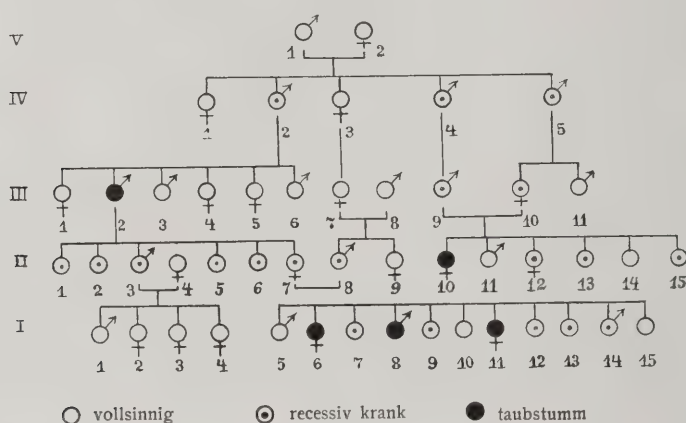 V
1 2
IV
1 2 3 4 5
III
1 2 3 4 5 6 7 8 9 10 11
II
1 2 3 4 5 6 7 8 9 10 11 12 13 14 15
I
1 2 3 4 5 6 7 8 9 10 11 12 13 14 15
vollsinnig recessiv krank taubstumm